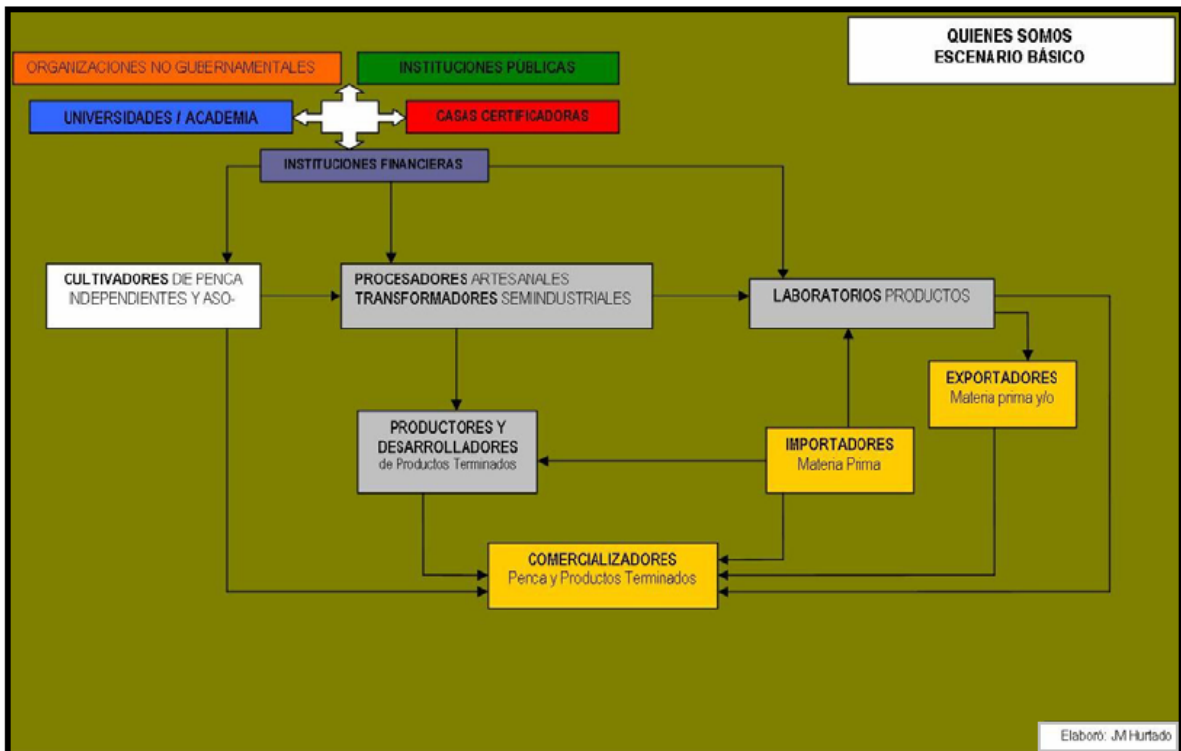 QUIENES SOMOS
ESCENARIO BÁSICO
ORGANIZACIONES NO GUBERNAMENTALES
INSTITUCIONES PÚBLICAS
UNIVERSIDADES / ACADEMIA
CASAS CERTIFICADORAS
INSTITUCIONES FINANCIERAS
CULTIVADORES DE PENCA
INDEPENDIENTES Y ASO-
PROCESADORES ARTESANALES
TRANSFORMADORES SEMINDUSTRIALES
LABORATORIOS PRODUCTOS
EXPORTADORES
Materia prima y/o
PRODUCTORES Y
DESARROLLADORES
de Productos Terminados
IMPORTADORES
Materia Prima
COMERCIALIZADORES
Penca y Productos Terminados
Elaboró: JM Hurtado